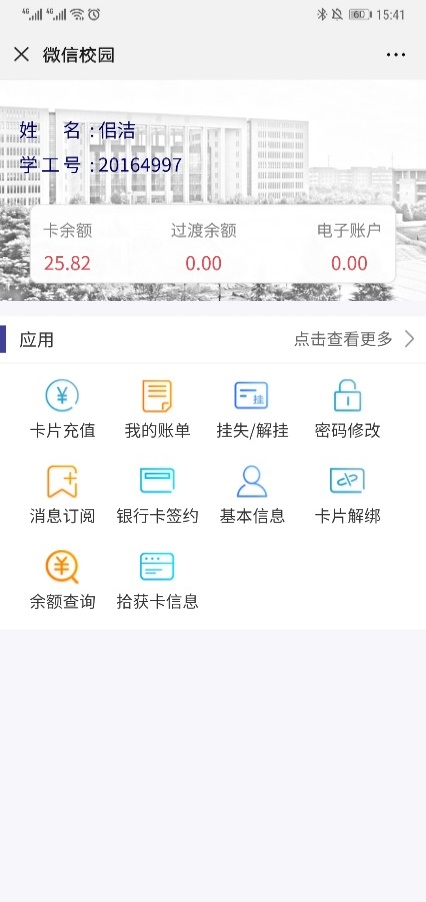 4G 4G 60 15:41
微信校园
姓 名 :侣洁
学工号 :20164997
卡余额 过渡余额 电子账户
25.82 0.00 0.00
应用 点击查看更多
卡片充值 我的账单 挂失/解挂 密码修改
消息订阅 银行卡签约 基本信息 卡片解绑
余额查询 拾获卡信息